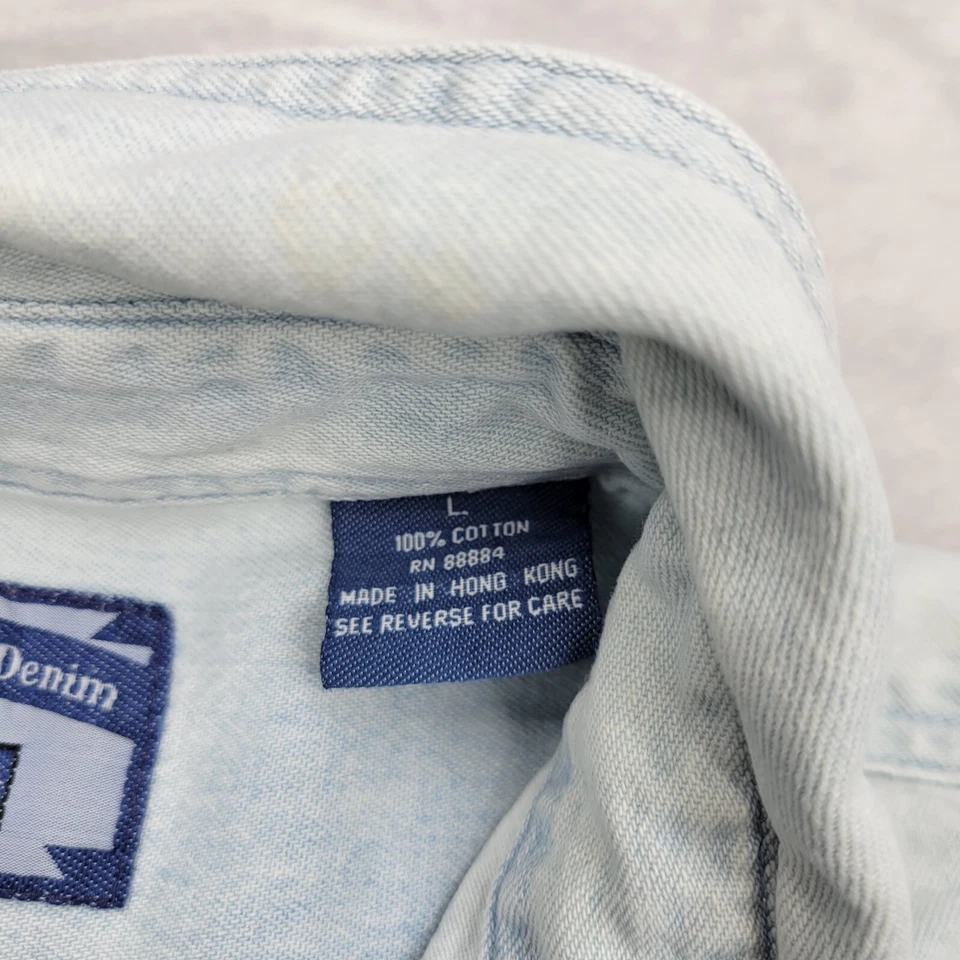 L.
100% COTTON
RN 88884
MADE IN HONG KONG
SEE REVERSE FOR CARE
Denim